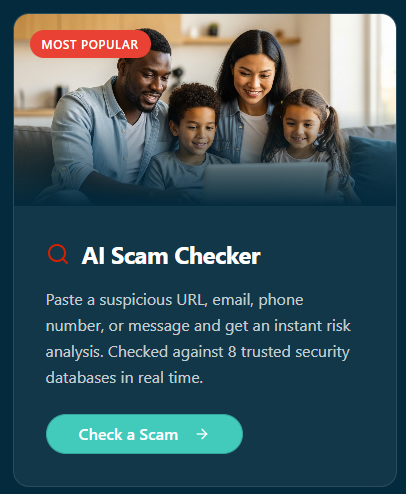 MOST POPULAR
AI Scam Checker
Paste a suspicious URL, email, phone
number, or message and get an instant risk
analysis. Checked against 8 trusted security
databases in real time.
Check a Scam →